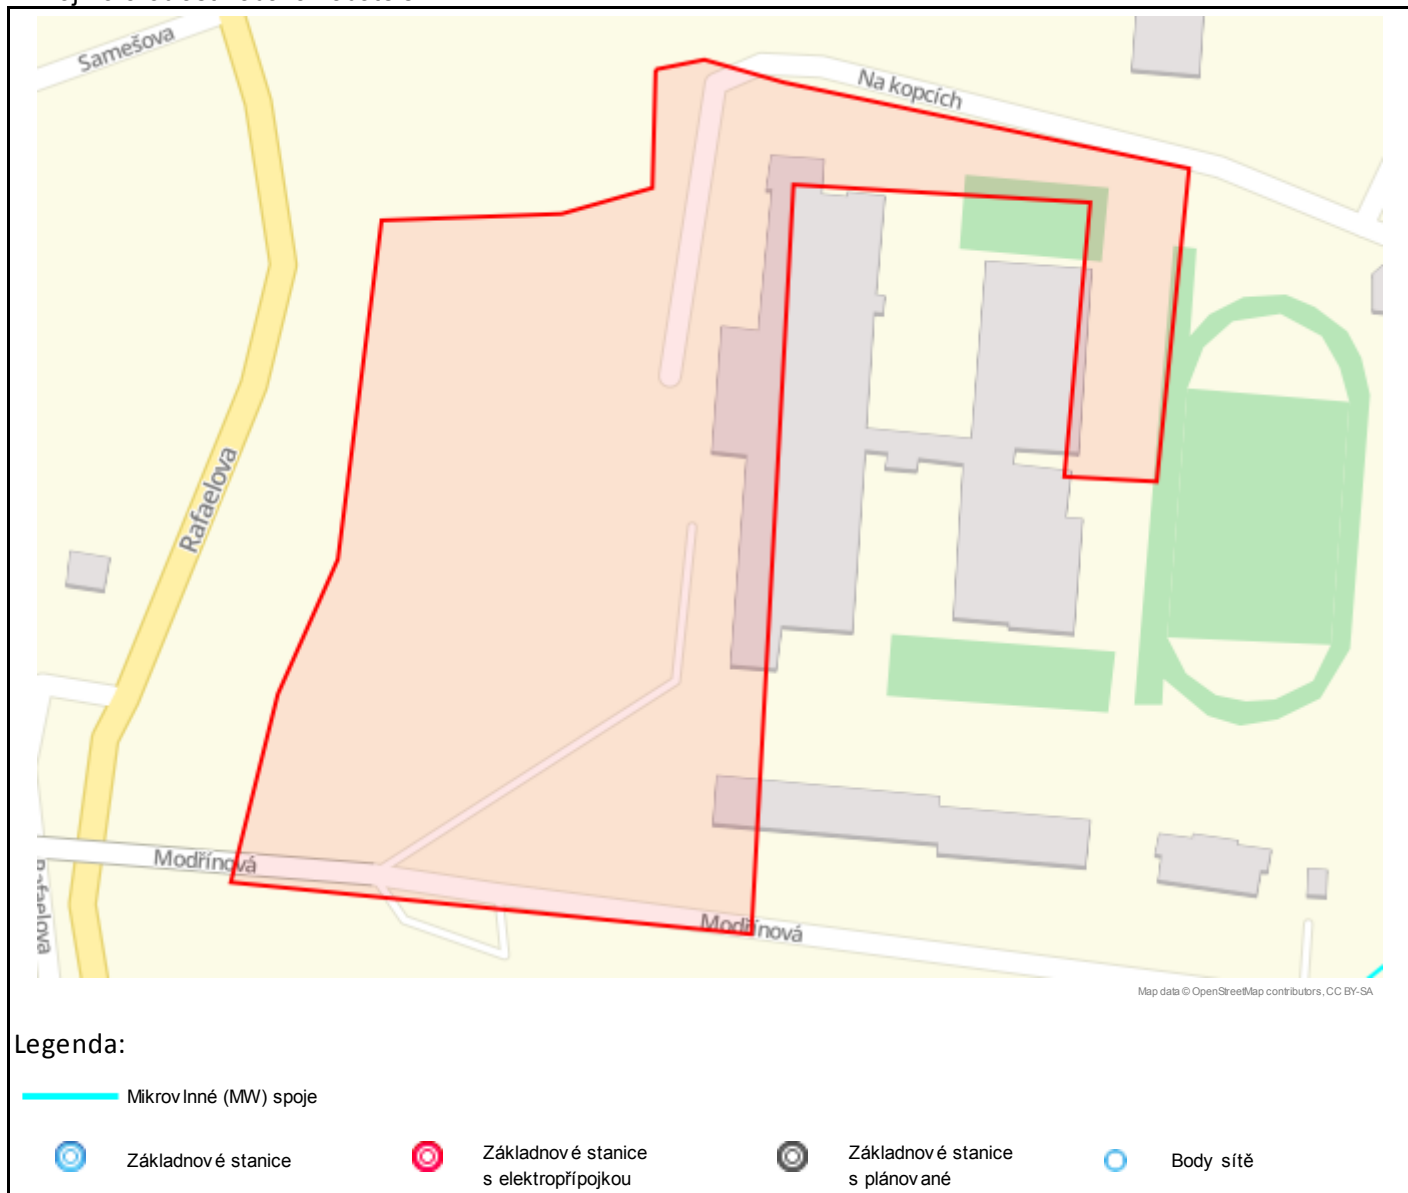 Samešova
Na kopcích
Rafaelova
Modřínová
Rafaelova
Modřínová
Map data © OpenStreetMap contributors, CC BY-SA
Legenda:
Mikrovlnné (MW) spoje
Základnové stanice
Základnové stanice
s elektropřípojkou
Základnové stanice
s plánované
Body sítě